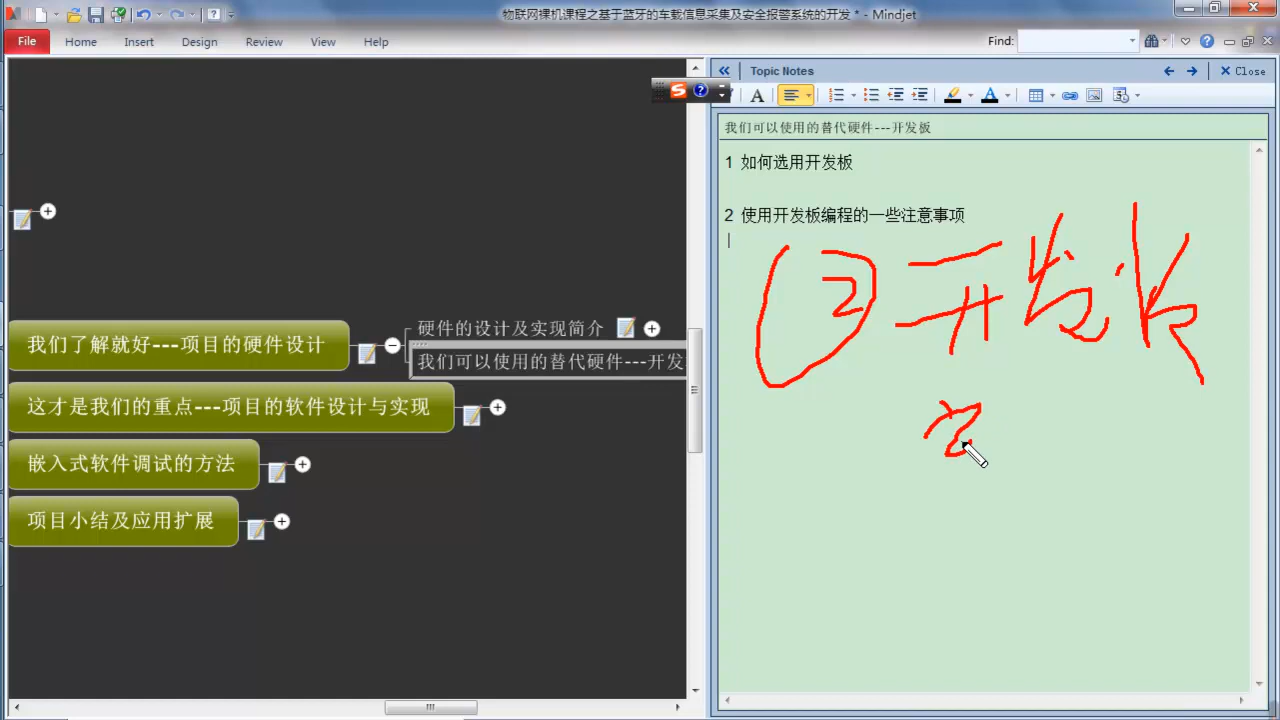 物联网裸机课程之基于蓝牙的车载信息采集及安全报警系统的开发 * - Mindjet
File Home Insert Design Review View Help
Find:
Topic Notes
Close
我们可以使用的替代硬件---开发板
1 如何选用开发板
2 使用开发板编程的一些注意事项
② 开发板
硬件的设计及实现简介
我们了解就好---项目的硬件设计
我们可以使用的替代硬件---开发
这才是我们的重点---项目的软件设计与实现
嵌入式软件调试的方法
项目小结及应用扩展